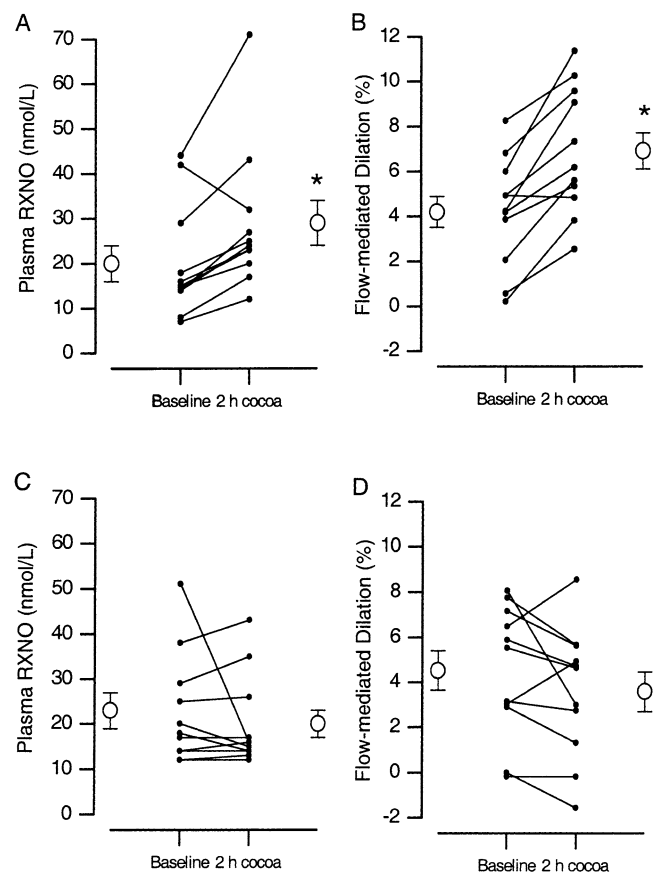 A
Plasma RXNO (nmol/L)
70
60
50
40
30
20
10
0
*
Baseline 2 h cocoa
B
Flow-mediated Dilation (%)
12
10
8
6
4
2
0
-2
*
Baseline 2 h cocoa
C
Plasma RXNO (nmol/L)
70
60
50
40
30
20
10
0
Baseline 2 h cocoa
D
Flow-mediated Dilation (%)
12
10
8
6
4
2
0
-2
Baseline 2 h cocoa